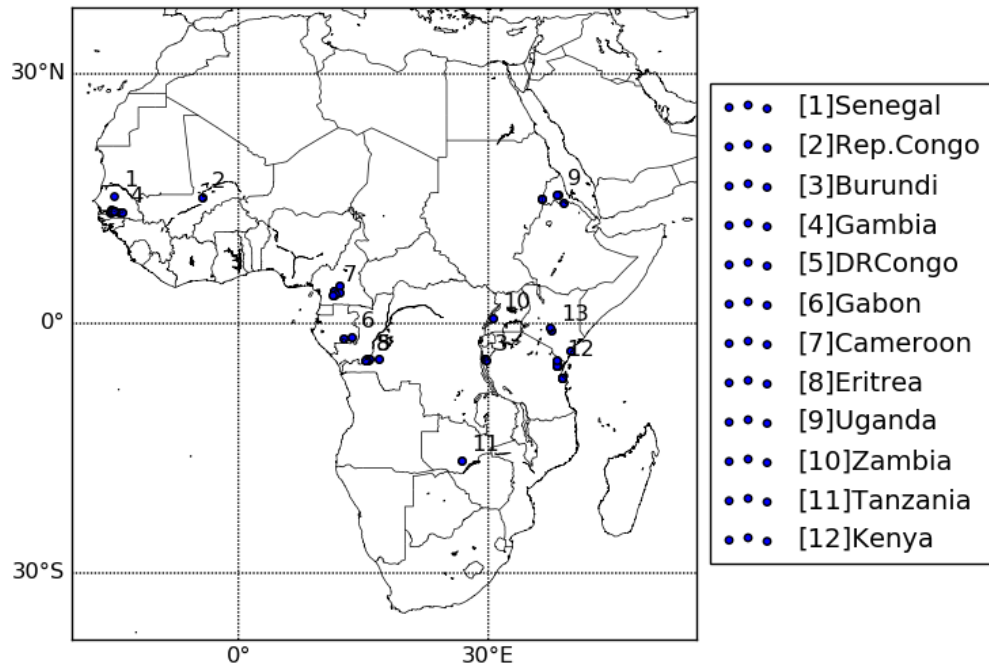 30°N
0°
30°S
0°
30°E
1
4
2
9
7
6
8
10
3
13
12
11
[1]Senegal
[2]Rep.Congo
[3]Burundi
[4]Gambia
[5]DRCongo
[6]Gabon
[7]Cameroon
[8]Eritrea
[9]Uganda
[10]Zambia
[11]Tanzania
[12]Kenya